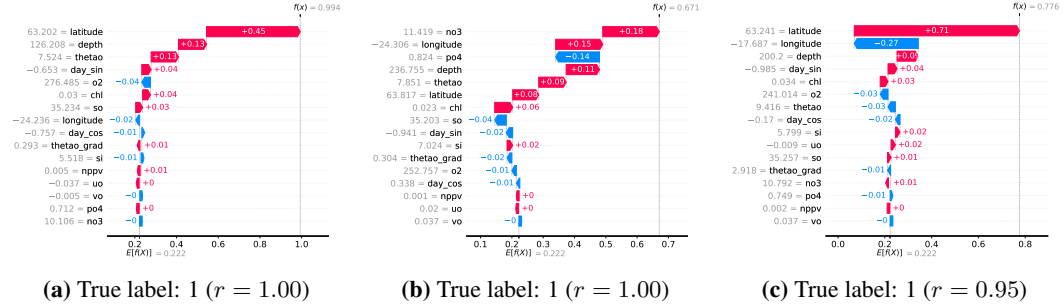 f(x) = 0.994
63.202 = latitude
+0.45
126.208 = depth
+0.13
7.524 = thetao
+0.13
−0.653 = day_sin
+0.04
276.485 = o2
−0.04
0.03 = chl
+0.04
35.234 = so
+0.03
−24.236 = longitude
−0.02
−0.757 = day_cos
−0.01
0.293 = thetao_grad
+0.01
5.518 = si
−0.01
0.005 = nppv
+0.01
−0.037 = uo
+0
−0.005 = vo
−0
0.712 = po4
+0
10.106 = no3
−0
0.2 0.4 0.6 0.8 1.0
E[f(X)] = 0.222
(a) True label: 1 (r = 1.00)
f(x) = 0.671
11.419 = no3
+0.18
−24.306 = longitude
+0.15
0.824 = po4
−0.14
236.755 = depth
+0.11
7.851 = thetao
+0.09
63.817 = latitude
+0.08
0.023 = chl
+0.06
35.203 = so
−0.04
−0.941 = day_sin
−0.02
7.024 = si
+0.02
0.304 = thetao_grad
−0.02
252.757 = o2
−0.01
0.338 = day_cos
−0.01
0.001 = nppv
+0
0.02 = uo
+0
0.037 = vo
−0
0.1 0.2 0.3 0.4 0.5 0.6 0.7
E[f(X)] = 0.222
(b) True label: 1 (r = 1.00)
f(x) = 0.776
63.241 = latitude
+0.71
−17.687 = longitude
−0.27
200.2 = depth
−0.985 = day_sin
+0.04
0.034 = chl
+0.03
241.014 = o2
−0.03
9.416 = thetao
−0.03
−0.17 = day_cos
−0.02
5.799 = si
+0.02
−0.009 = uo
+0.02
35.257 = so
+0.01
2.918 = thetao_grad
−0.01
10.792 = no3
+0.01
0.749 = po4
−0.01
0.002 = nppv
+0
0.037 = vo
−0
0.0 0.2 0.4 0.6 0.8
E[f(X)] = 0.222
(c) True label: 1 (r = 0.95)